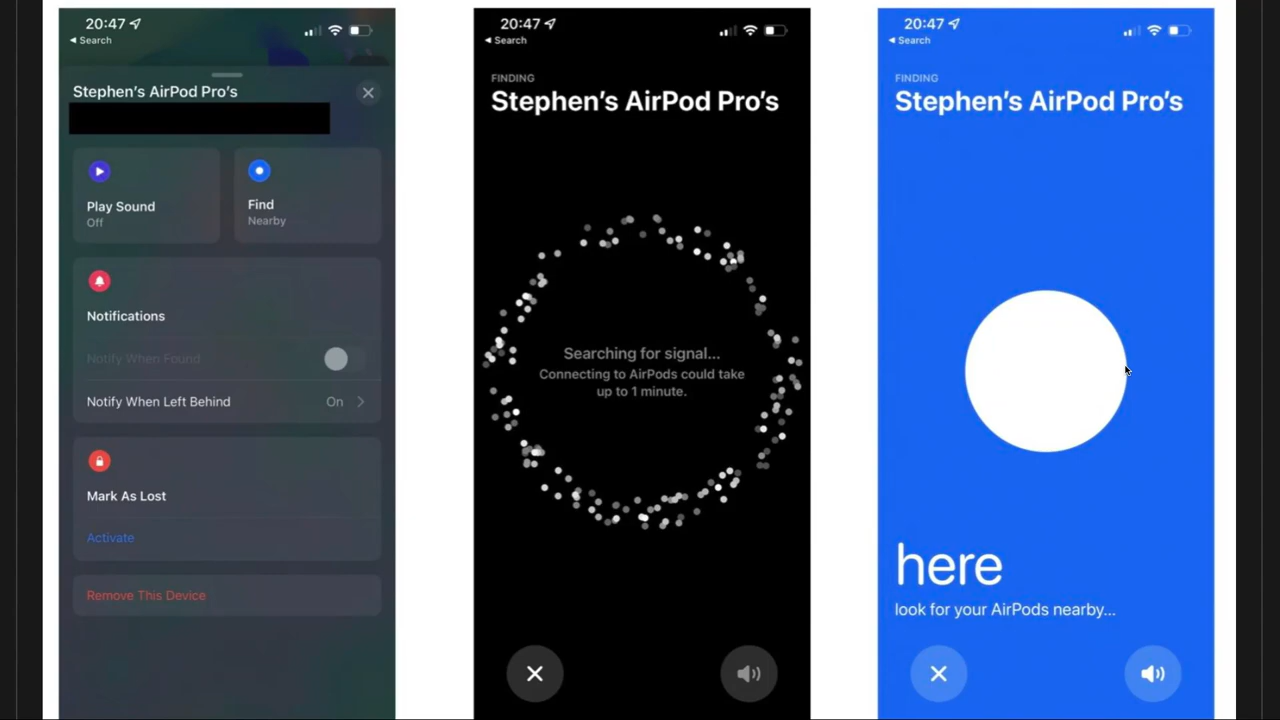 20:47
◀ Search
Stephen's AirPod Pro's
Play Sound
Off
Find
Nearby
Notifications
Notify When Found
Notify When Left Behind On
Mark As Lost
Activate
Remove This Device
20:47
◀ Search
FINDING
Stephen's AirPod Pro's
Searching for signal...
Connecting to AirPods could take
up to 1 minute.
20:47
◀ Search
FINDING
Stephen's AirPod Pro's
here
look for your AirPods nearby...